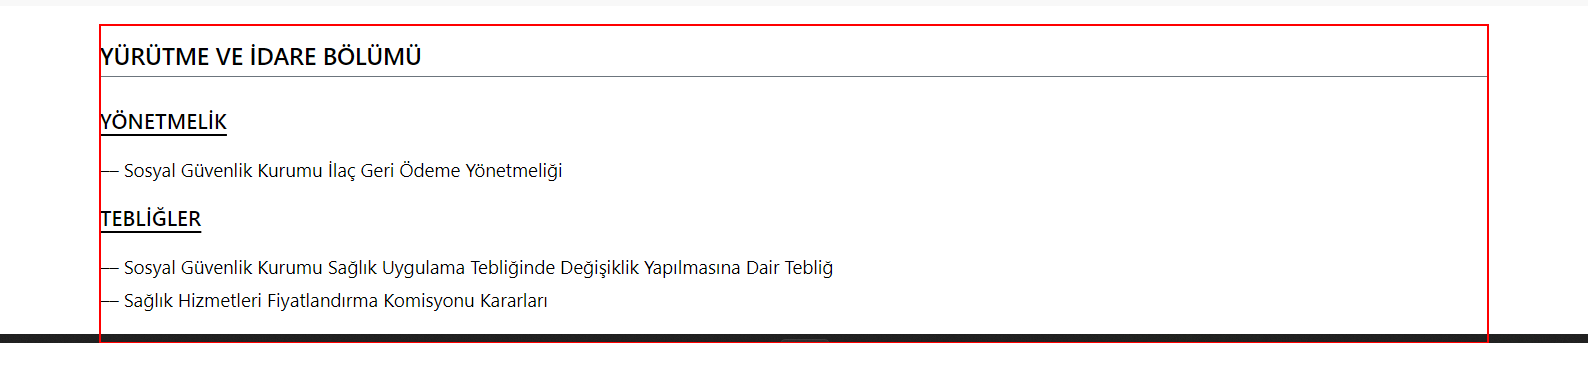 YÜRÜTME VE İDARE BÖLÜMÜ
YÖNETMELİK
— Sosyal Güvenlik Kurumu İlaç Geri Ödeme Yönetmeliği
TEBLİĞLER
— Sosyal Güvenlik Kurumu Sağlık Uygulama Tebliğinde Değişiklik Yapılmasına Dair Tebliğ
— Sağlık Hizmetleri Fiyatlandırma Komisyonu Kararları